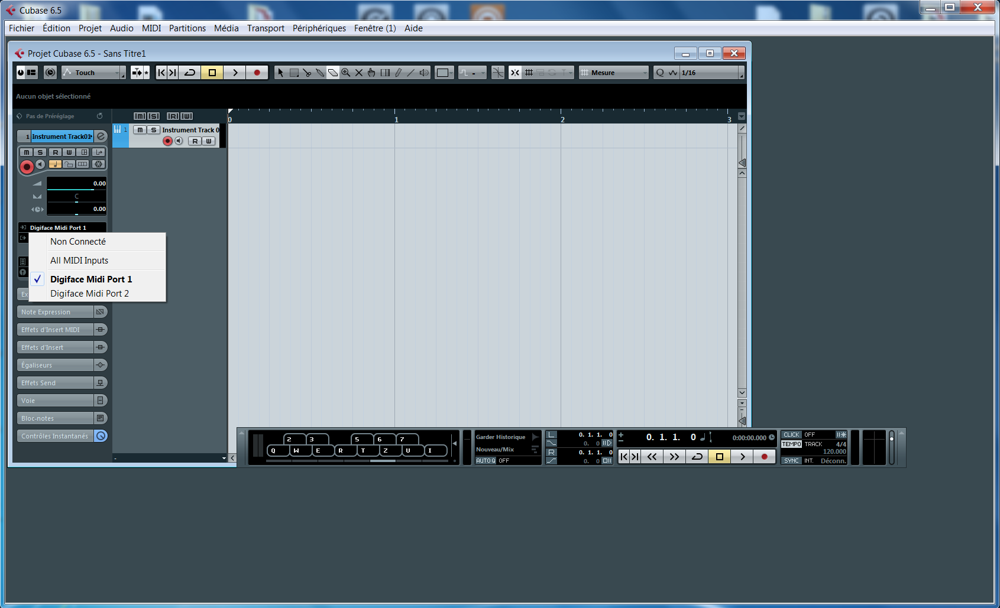 Cubase 6.5
Fichier Édition Projet Audio MIDI Partitions Média Transport Périphériques Fenêtre (1) Aide
Projet Cubase 6.5 - Sans Titre1
Touch
Mesure
Q 1/16
Aucun objet sélectionné
Pas de Préréglage
m S R W
0 1 2 3
1 Instrument Track01
1 m S Instrument Track 0
R W
m S R W
0.00
C
0.00
Digiface Midi Port 1
Non Connecté
All MIDI Inputs
Digiface Midi Port 1
Digiface Midi Port 2
Ex
Note Expression
Effets d'Insert MIDI
Effets d'Insert
Égaliseurs
Effets Send
Voie
Bloc-notes
Contrôles Instantanés
2 3 5 6 7
Q W E R T Z U I
Garder Historique
Nouveau/Mix
AUTO Q OFF
L 0. 1. 1. 0
0. 0
R 0. 1. 1. 0
0. 0
0. 1. 1. 0
0:00:00.000
CLICK OFF
TEMPO TRACK 4/4
120.000
SYNC INT. Déconn.